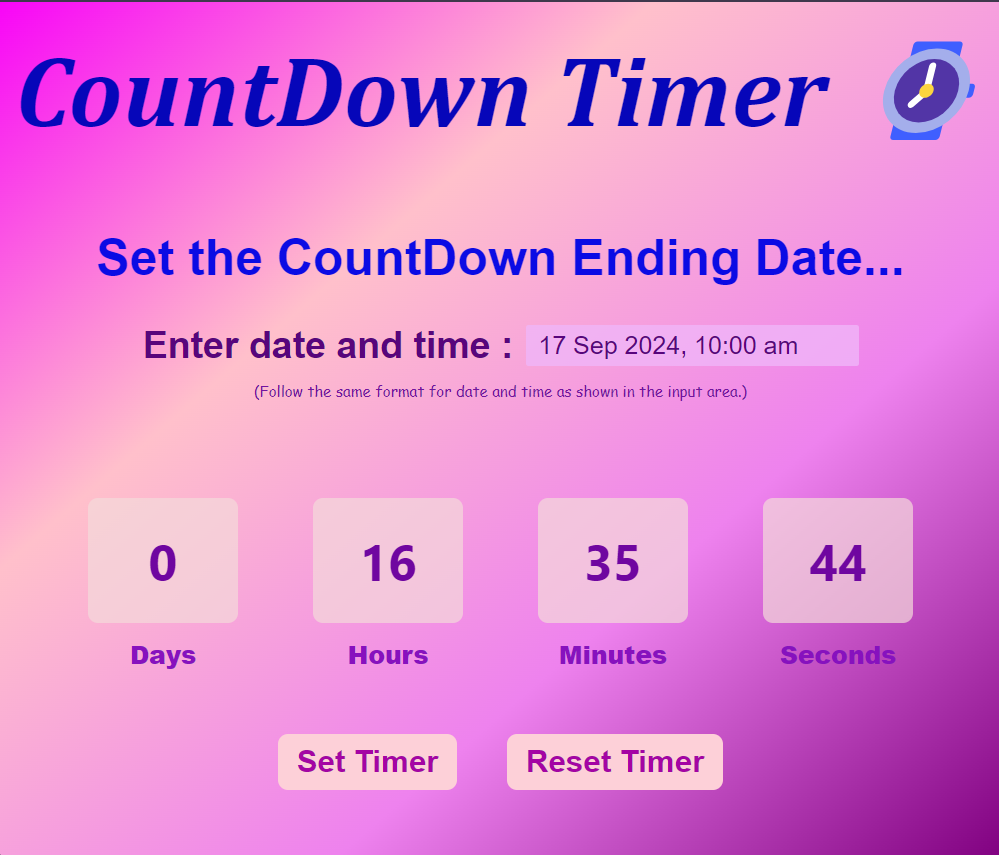 CountDown Timer
Set the CountDown Ending Date...
Enter date and time : 17 Sep 2024, 10:00 am
(Follow the same format for date and time as shown in the input area.)
0 16 35 44
Days Hours Minutes Seconds
Set Timer Reset Timer